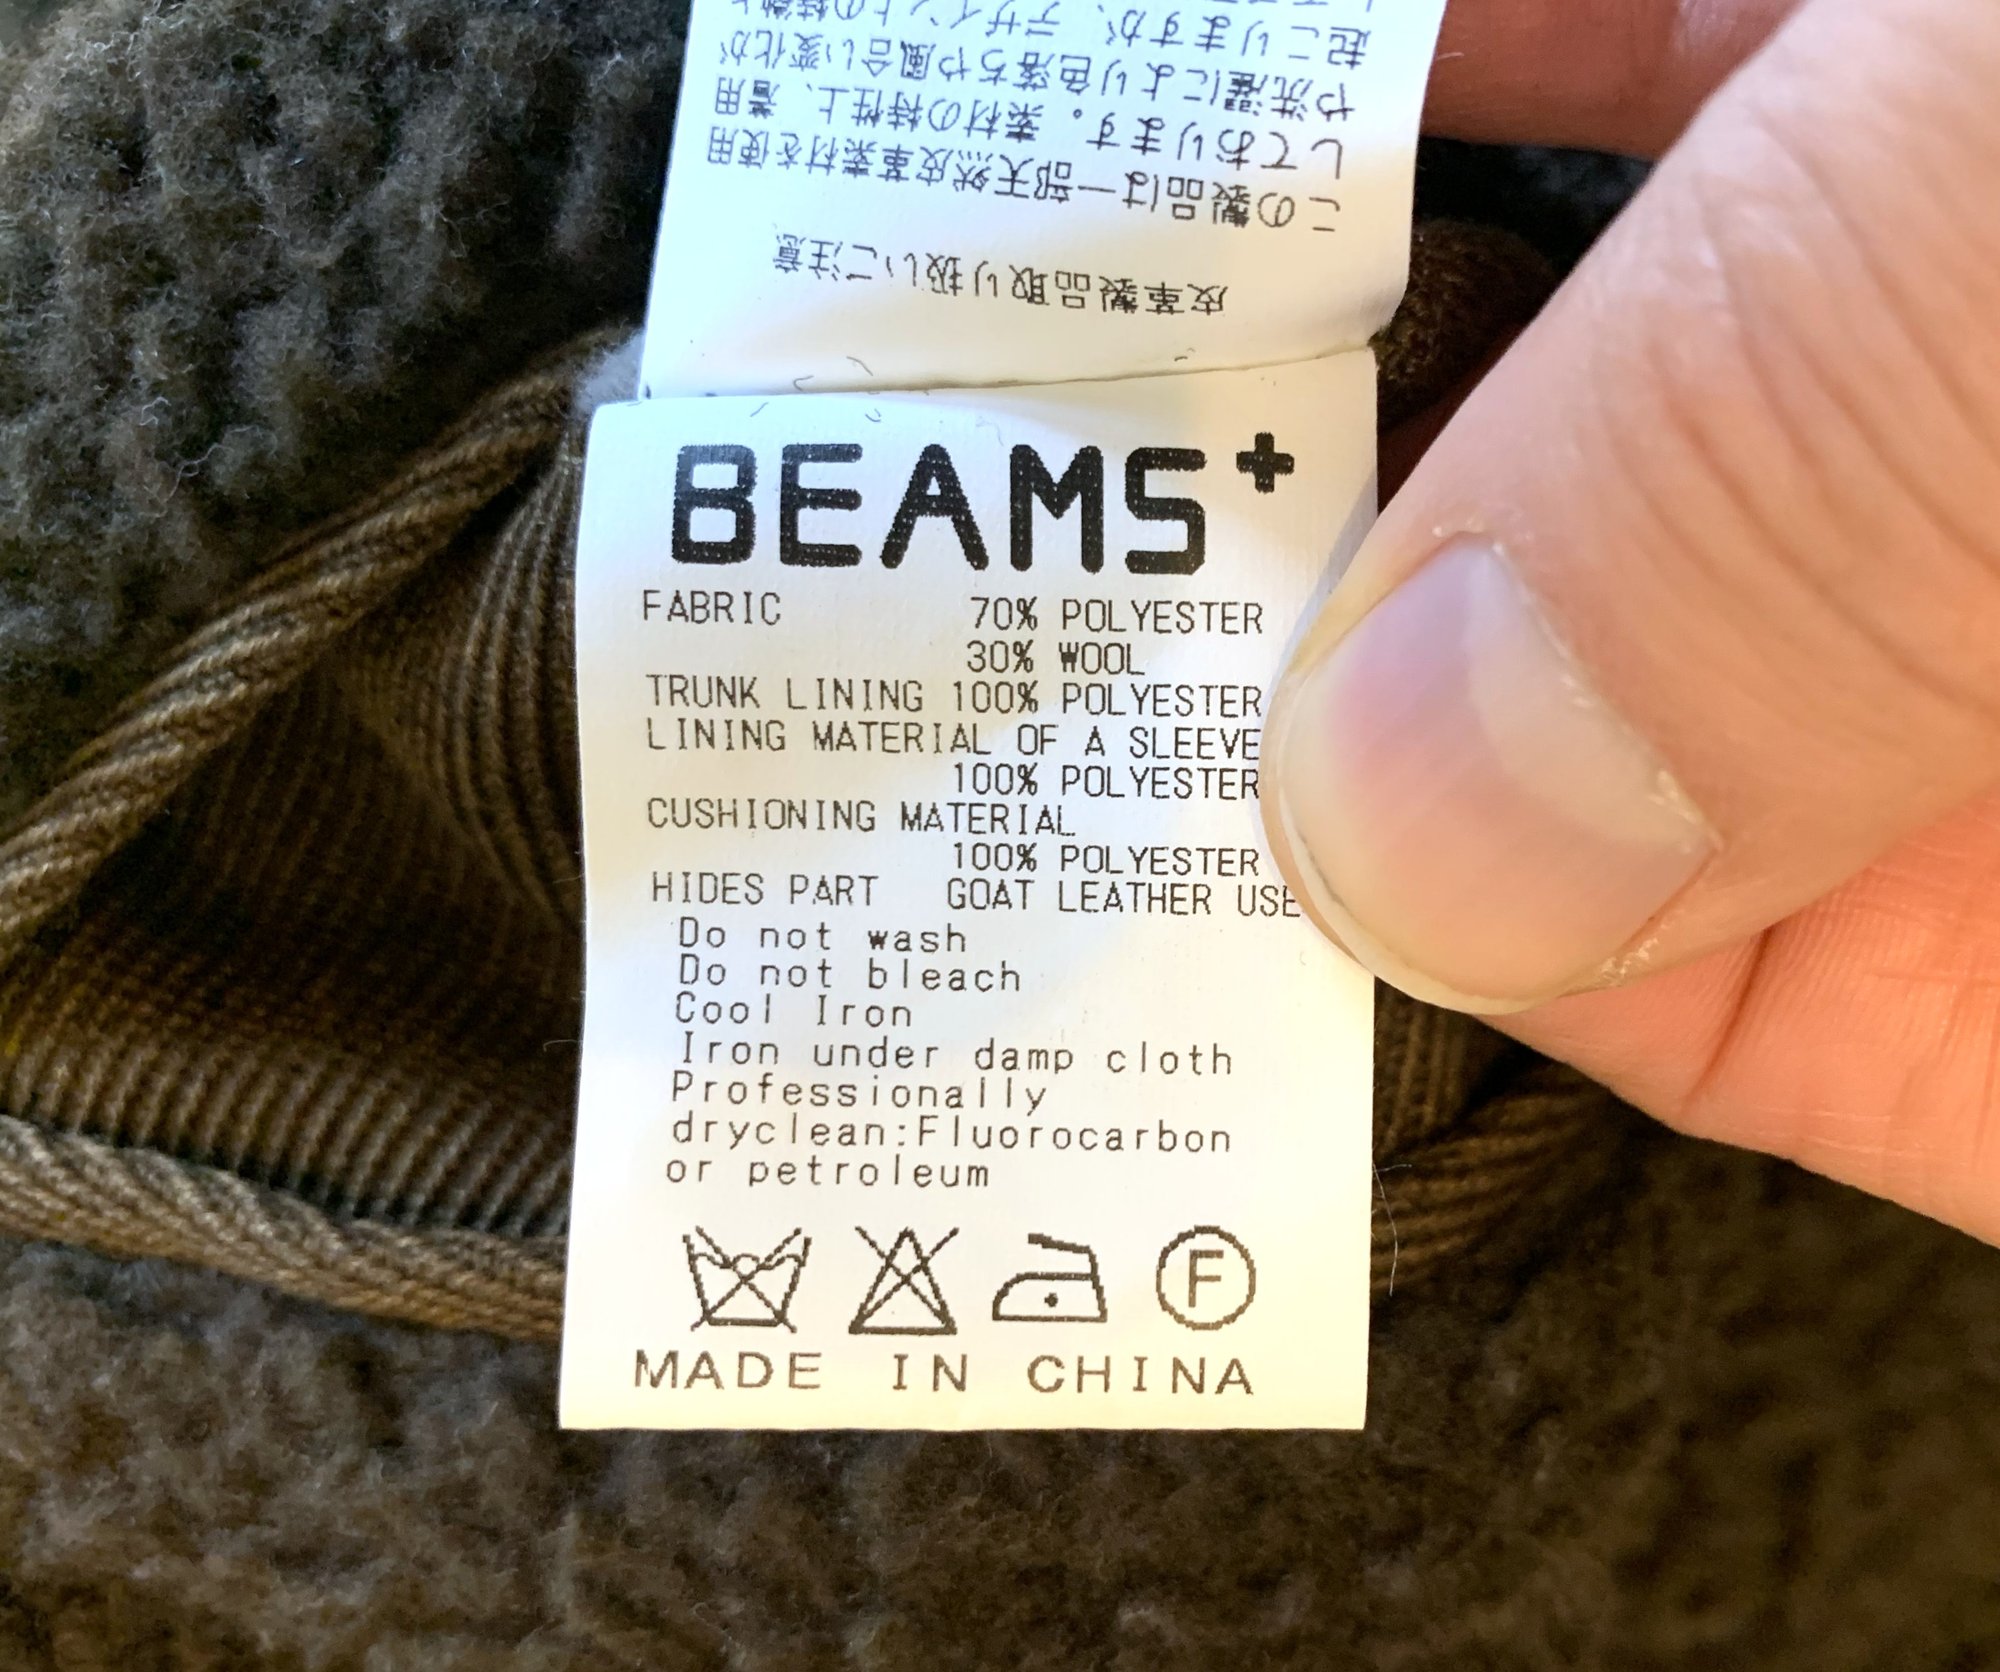 皮革製品取り扱いご注意
この製品は一部天然皮革素材を使用
しております。素材の特性上、着用
や洗濯により色落ちや風合い変化が
起こりますが、デザイン上の特徴と
BEAMS+
FABRIC 70% POLYESTER
30% WOOL
TRUNK LINING 100% POLYESTER
LINING MATERIAL OF A SLEEVE
100% POLYESTER
CUSHIONING MATERIAL
100% POLYESTER
HIDES PART GOAT LEATHER USE
Do not wash
Do not bleach
Cool Iron
Iron under damp cloth
Professionally
dryclean:Fluorocarbon
or petroleum
F
MADE IN CHINA